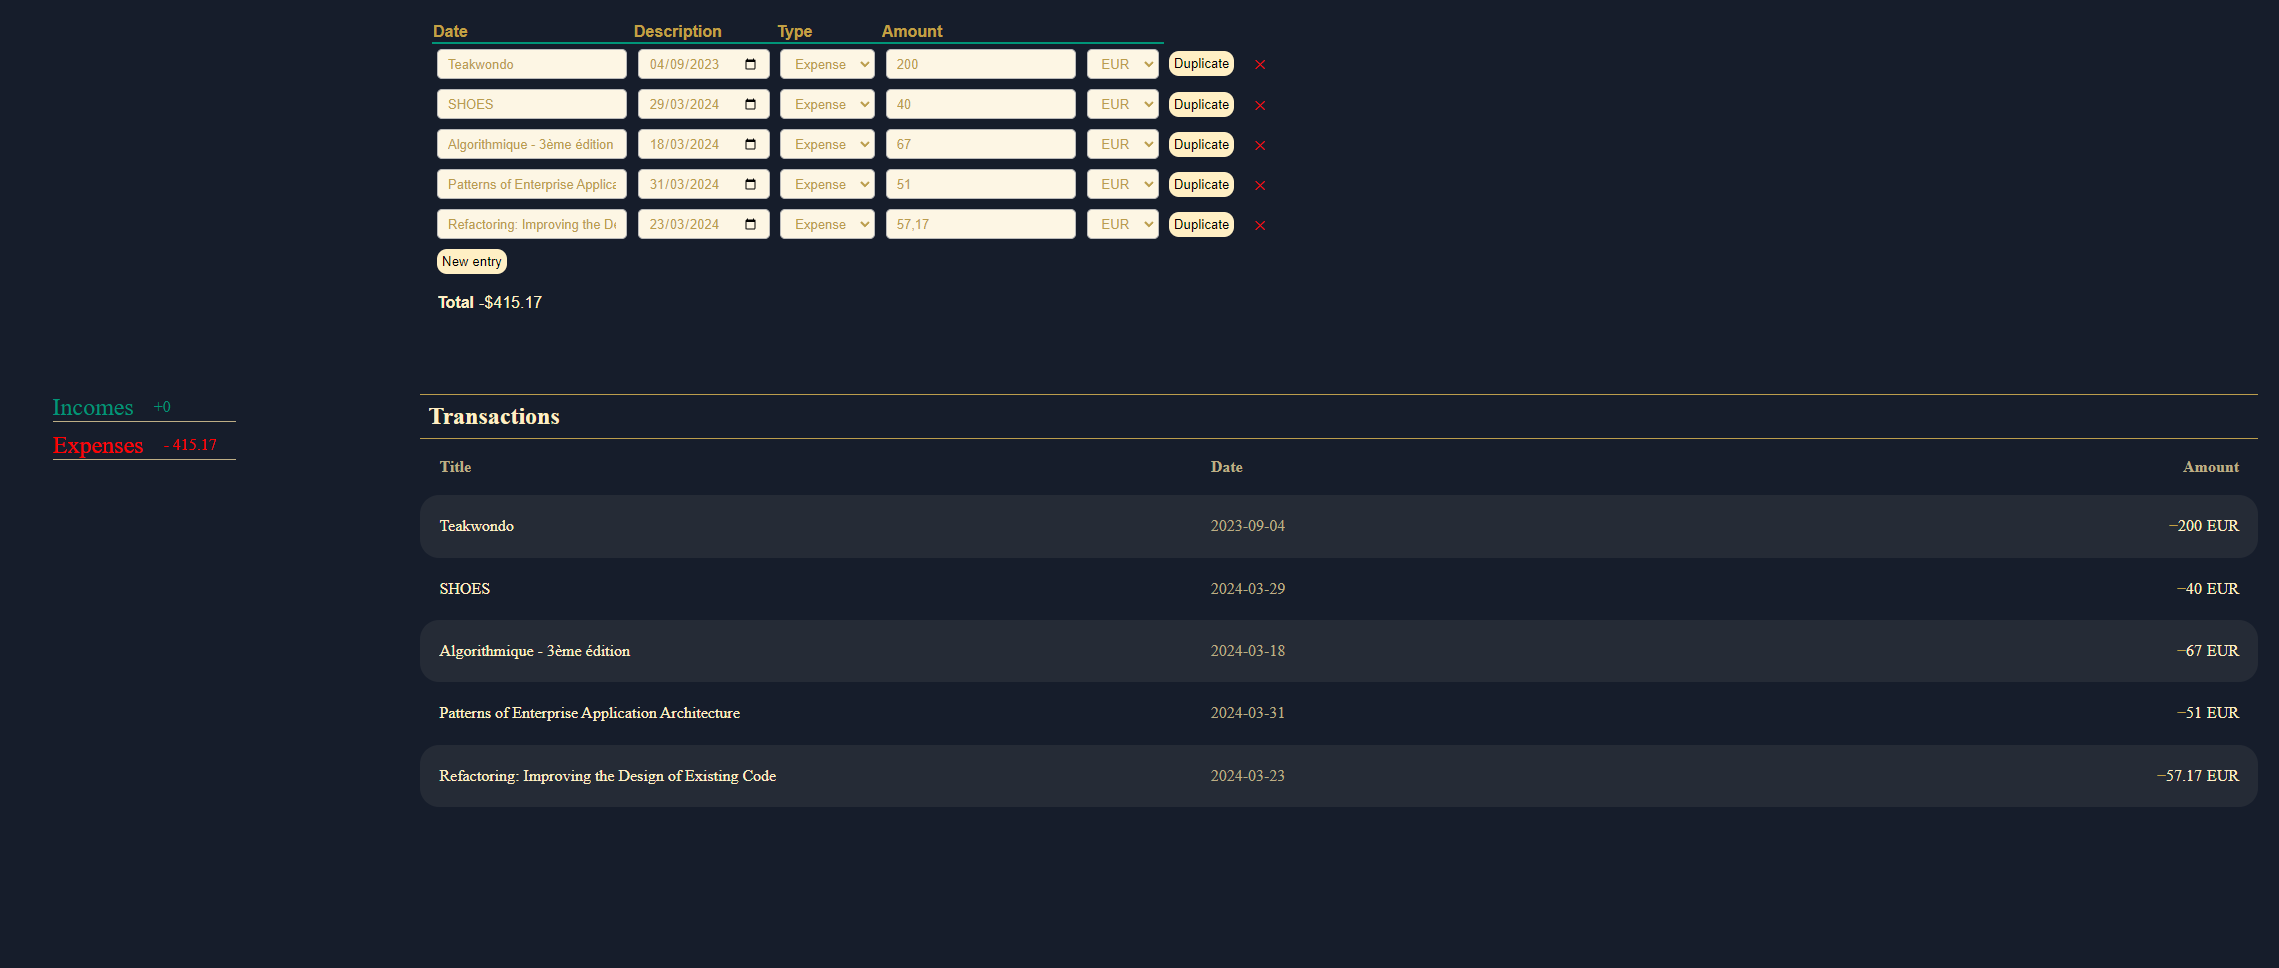 Date Description Type Amount
Teakwondo 04/09/2023 Expense 200 EUR Duplicate ×
SHOES 29/03/2024 Expense 40 EUR Duplicate ×
Algorithmique - 3ème édition 18/03/2024 Expense 67 EUR Duplicate ×
Patterns of Enterprise Applica 31/03/2024 Expense 51 EUR Duplicate ×
Refactoring: Improving the De 23/03/2024 Expense 57,17 EUR Duplicate ×
New entry
Total -$415.17
Incomes +0
Expenses - 415.17
Transactions
Title Date Amount
Teakwondo 2023-09-04 −200 EUR
SHOES 2024-03-29 −40 EUR
Algorithmique - 3ème édition 2024-03-18 −67 EUR
Patterns of Enterprise Application Architecture 2024-03-31 −51 EUR
Refactoring: Improving the Design of Existing Code 2024-03-23 −57.17 EUR